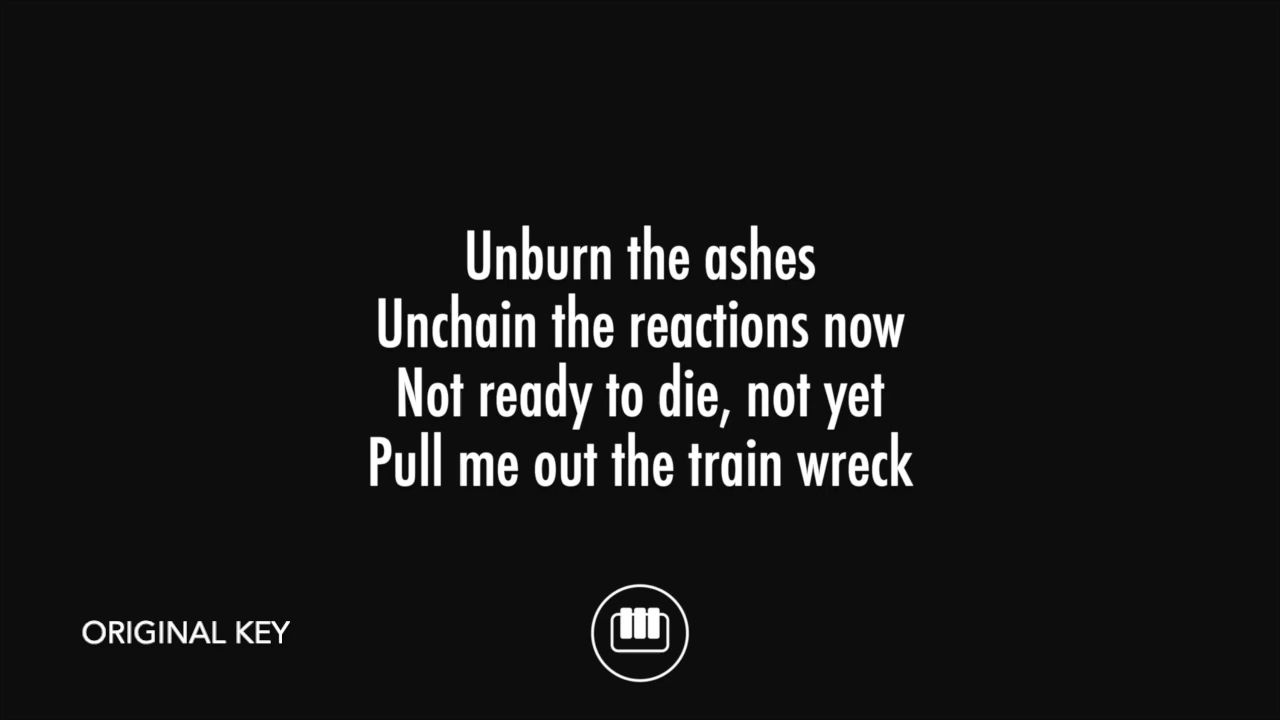 Unburn the ashes
Unchain the reactions now
Not ready to die, not yet
Pull me out the train wreck
ORIGINAL KEY